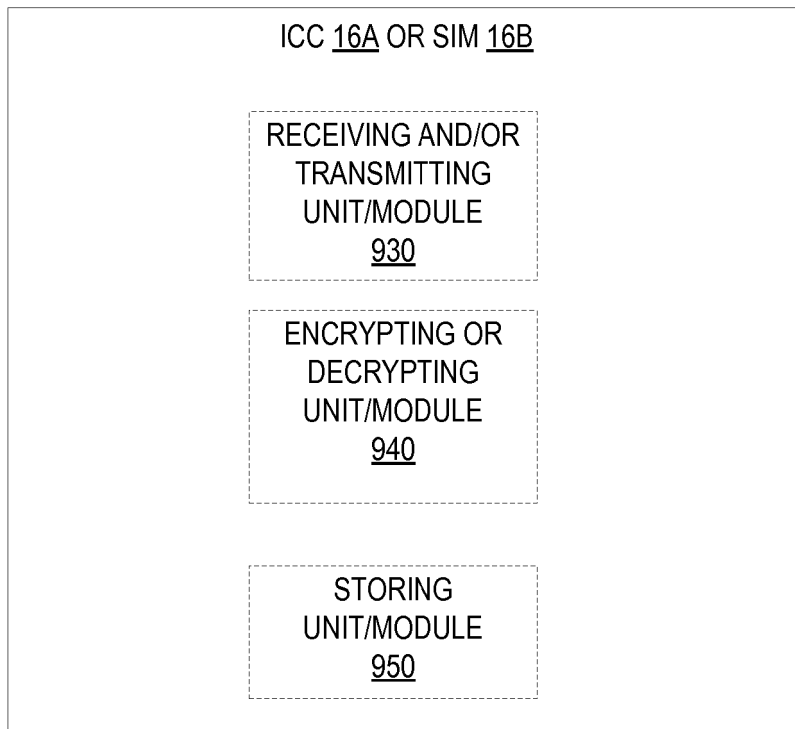 ICC 16A OR SIM 16B
RECEIVING AND/OR
TRANSMITTING
UNIT/MODULE
930
ENCRYPTING OR
DECRYPTING
UNIT/MODULE
940
STORING
UNIT/MODULE
950